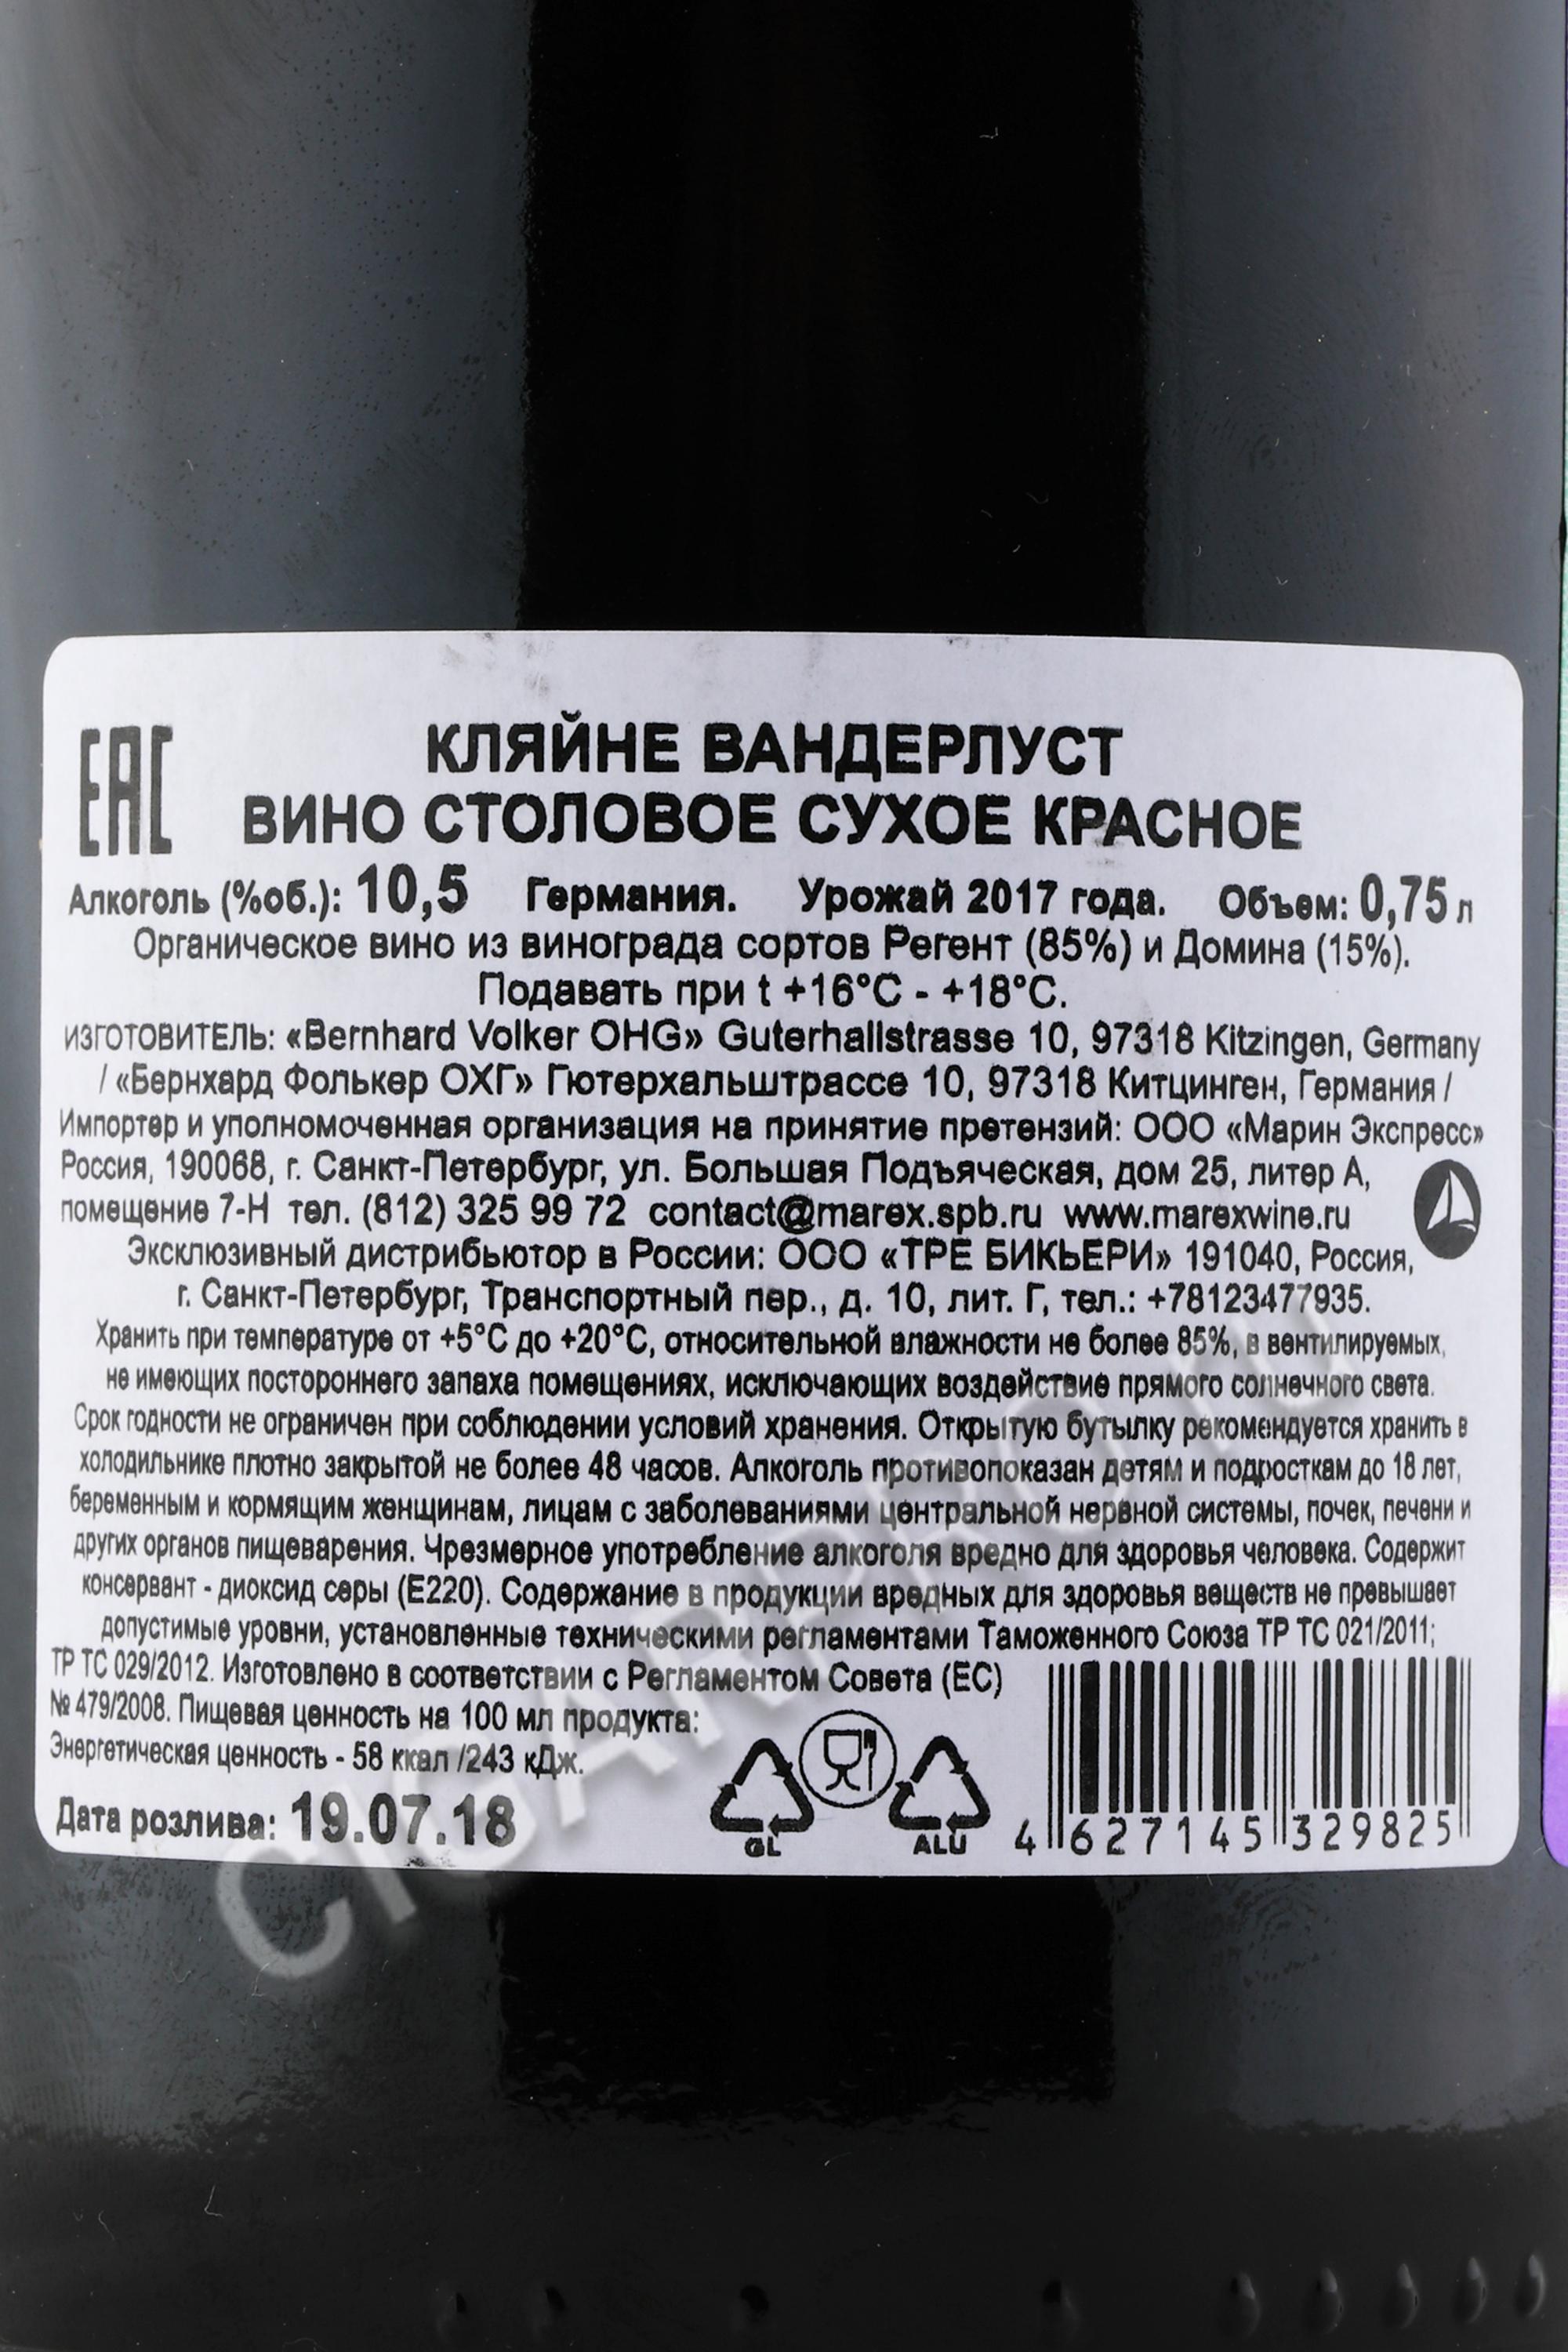 EAC
КЛЯЙНЕ ВАНДЕРЛУСТ
ВИНО СТОЛОВОЕ СУХОЕ КРАСНОЕ
Алкоголь (%об.): 10,5 Германия. Урожай 2017 года. Объем: 0,75 л
Органическое вино из винограда сортов Регент (85%) и Домина (15%).
Подавать при t +16°C - +18°C.
ИЗГОТОВИТЕЛЬ: «Bernhard Volker OHG» Guterhallstrasse 10, 97318 Kitzingen, Germany
/ «Бернхард Фолькер ОХГ» Гютерхальштрассе 10, 97318 Китцинген, Германия /
Импортер и уполномоченная организация на принятие претензий: ООО «Марин Экспресс»
Россия, 190068, г. Санкт-Петербург, ул. Большая Подъяческая, дом 25, литер А,
помещение 7-Н тел. (812) 325 99 72 contact@marex.spb.ru www.marexwine.ru
Эксклюзивный дистрибьютор в России: ООО «ТРЕ БИКЬЕРИ» 191040, Россия,
г. Санкт-Петербург, Транспортный пер., д. 10, лит. Г, тел.: +78123477935.
Хранить при температуре от +5°C до +20°C, относительной влажности не более 85%, в вентилируемых,
не имеющих постороннего запаха помещениях, исключающих воздействие прямого солнечного света.
Срок годности не ограничен при соблюдении условий хранения. Открытую бутылку рекомендуется хранить в
холодильнике плотно закрытой не более 48 часов. Алкоголь противопоказан детям и подросткам до 18 лет,
беременным и кормящим женщинам, лицам с заболеваниями центральной нервной системы, почек, печени и
других органов пищеварения. Чрезмерное употребление алкоголя вредно для здоровья человека. Содержит
консервант - диоксид серы (E220). Содержание в продукции вредных для здоровья веществ не превышает
допустимые уровни, установленные техническими регламентами Таможенного Союза ТР ТС 021/2011;
ТР ТС 029/2012. Изготовлено в соответствии с Регламентом Совета (ЕС)
№ 479/2008. Пищевая ценность на 100 мл продукта:
Энергетическая ценность - 58 ккал /243 кДж.
Дата розлива: 19.07.18
GL ALU
4 627145 329825
CIGARPRO.ru